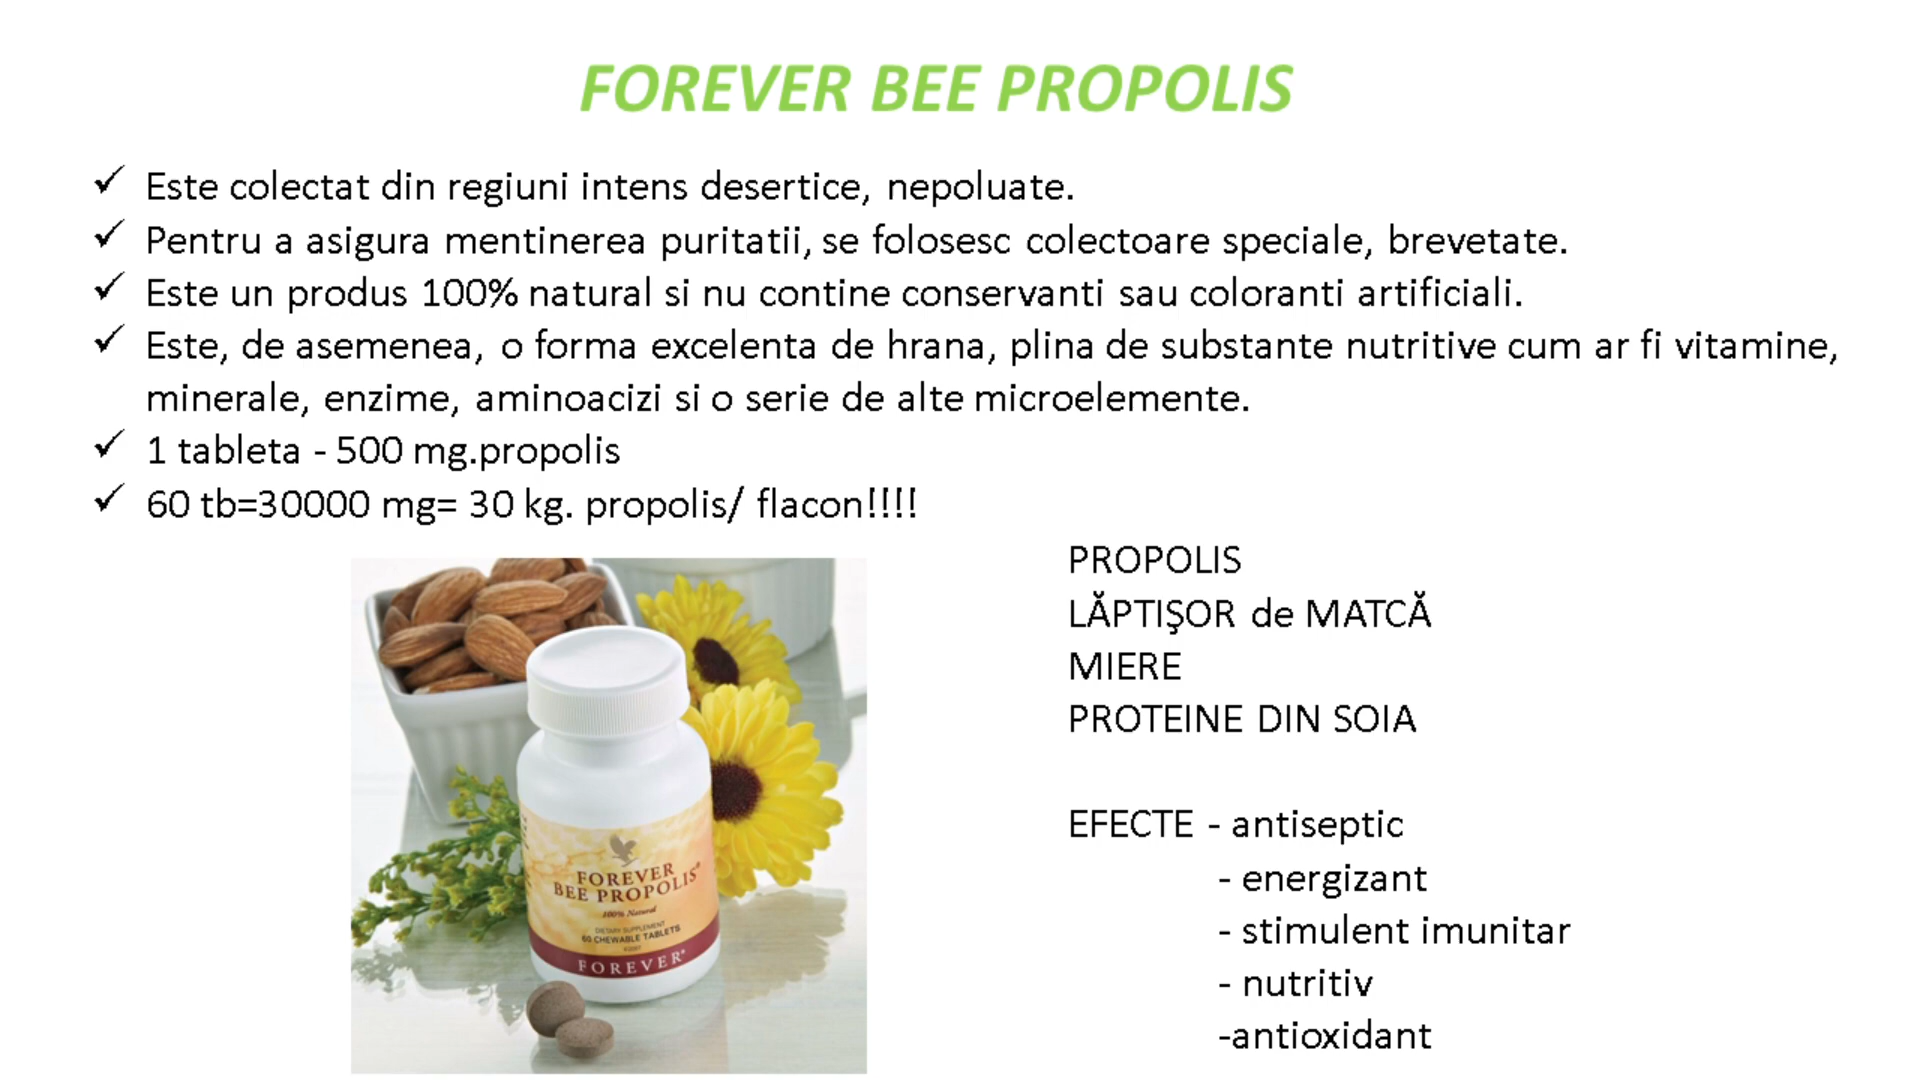 FOREVER BEE PROPOLIS
✓ Este colectat din regiuni intens desertice, nepoluate.
✓ Pentru a asigura mentinerea puritatii, se folosesc colectoare speciale, brevetate.
✓ Este un produs 100% natural si nu contine conservanti sau coloranti artificiali.
✓ Este, de asemenea, o forma excelenta de hrana, plina de substante nutritive cum ar fi vitamine,
minerale, enzime, aminoacizi si o serie de alte microelemente.
✓ 1 tableta - 500 mg.propolis
✓ 60 tb=30000 mg= 30 kg. propolis/ flacon!!!!
PROPOLIS
LĂPTIŞOR de MATCĂ
MIERE
PROTEINE DIN SOIA
EFECTE - antiseptic
- energizant
- stimulent imunitar
- nutritiv
-antioxidant
FOREVER
BEE PROPOLIS®
100% Natural
DIETARY SUPPLEMENT
60 CHEWABLE TABLETS
FOREVER®